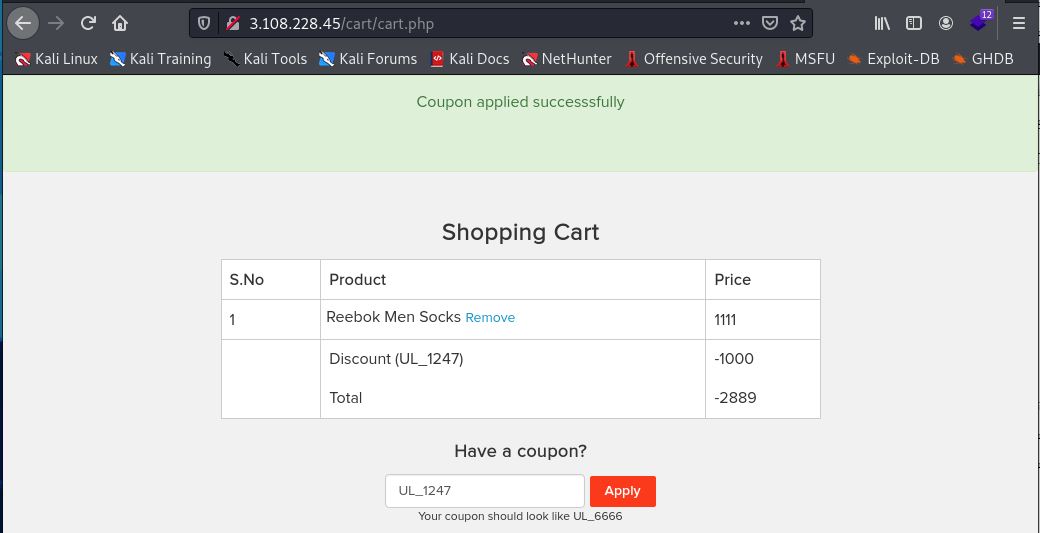 3.108.228.45/cart/cart.php
12
Kali Linux Kali Training Kali Tools Kali Forums Kali Docs NetHunter Offensive Security MSFU Exploit-DB GHDB
Coupon applied successsfully
Shopping Cart
S.No Product Price
1 Reebok Men Socks Remove 1111
Discount (UL_1247) -1000
Total -2889
Have a coupon?
UL_1247 Apply
Your coupon should look like UL_6666